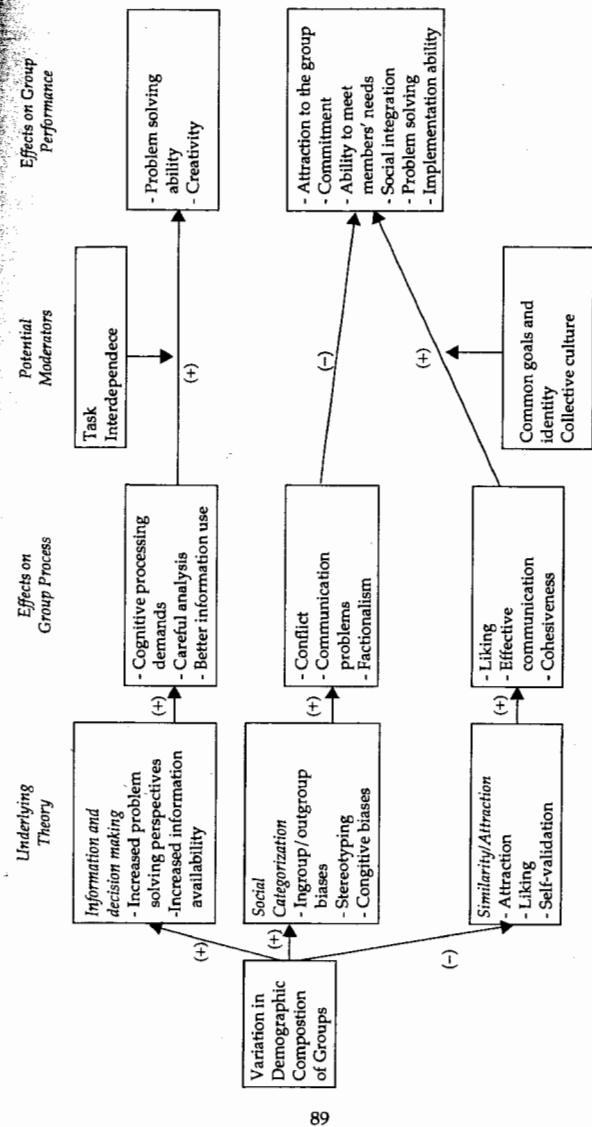 Underlying
Theory
Effects on
Group Process
Potential
Moderators
Effects on Group
Performance
Variation in
Demographic
Compostion
of Groups
(+)
(+)
(–)
Information and
decision making
- Increased problem
solving perspectives
-Increased information
availability
(+)
- Cognitive processing
demands
- Careful analysis
- Better information use
Task
Interdependece
(+)
- Problem solving
ability
- Creativity
Social
Categorization
- Ingroup/outgroup
biases
- Stereotyping
- Congitive biases
(+)
- Conflict
- Communication
problems
- Factionalism
(–)
- Attraction to the group
- Commitment
- Ability to meet
members' needs
- Social integration
- Problem solving
- Implementation ability
Similarity/Attraction
- Attraction
- Liking
- Self-validation
(+)
- Liking
- Effective
communication
- Cohesiveness
(+)
Common goals and
identity
Collective culture
89